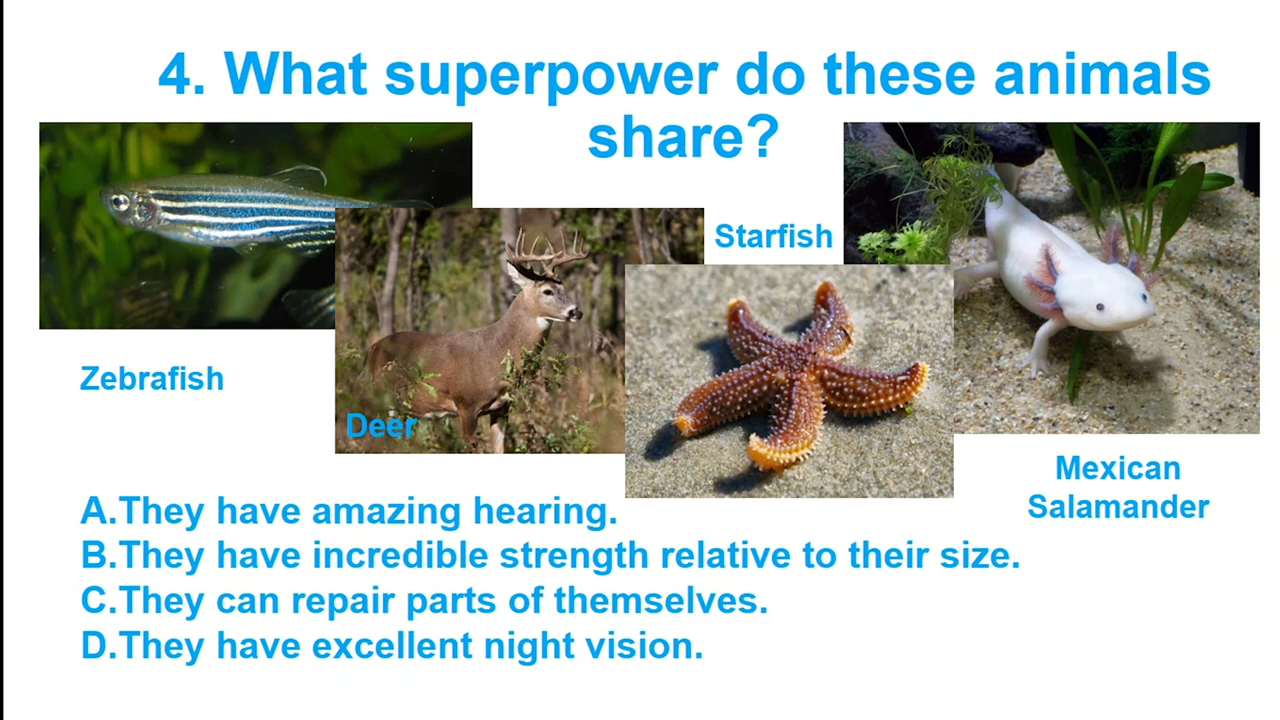 4. What superpower do these animals
share?
Starfish
Zebrafish
Deer
Mexican
Salamander
A.They have amazing hearing.
B.They have incredible strength relative to their size.
C.They can repair parts of themselves.
D.They have excellent night vision.